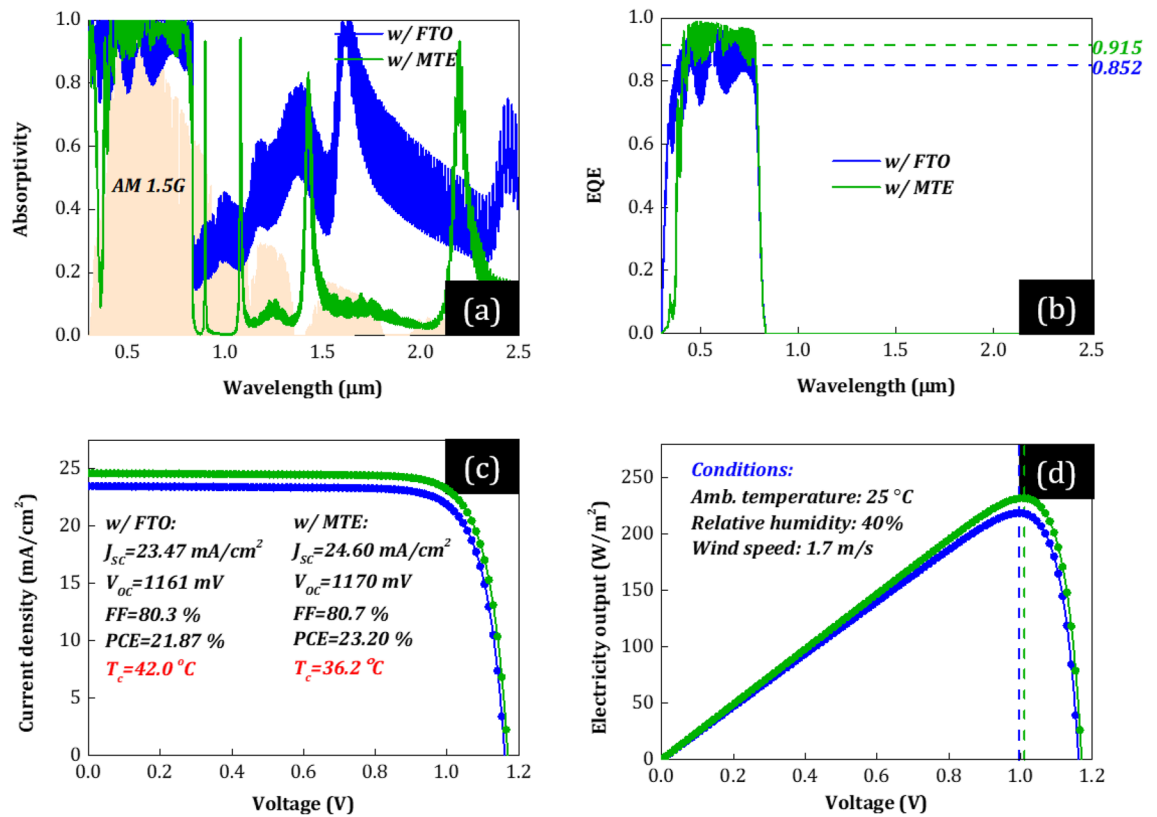 1.0
0.8
0.6
0.4
0.2
0.0
Absorptivity
w/ FTO
w/ MTE
AM 1.5G
(a)
0.5 1.0 1.5 2.0 2.5
Wavelength (μm)
1.0
0.8
0.6
0.4
0.2
0.0
EQE
0.915
0.852
w/ FTO
w/ MTE
(b)
0.5 1.0 1.5 2.0 2.5
Wavelength (μm)
25
20
15
10
5
0
Current density (mA/cm²)
(c)
w/ FTO:
J_SC=23.47 mA/cm²
V_OC=1161 mV
FF=80.3 %
PCE=21.87 %
T_c=42.0 °C
w/ MTE:
J_SC=24.60 mA/cm²
V_OC=1170 mV
FF=80.7 %
PCE=23.20 %
T_c=36.2 °C
0.0 0.2 0.4 0.6 0.8 1.0 1.2
Voltage (V)
250
200
150
100
50
0
Electricity output (W/m²)
Conditions:
Amb. temperature: 25 °C
Relative humidity: 40%
Wind speed: 1.7 m/s
(d)
0.0 0.2 0.4 0.6 0.8 1.0 1.2
Voltage (V)